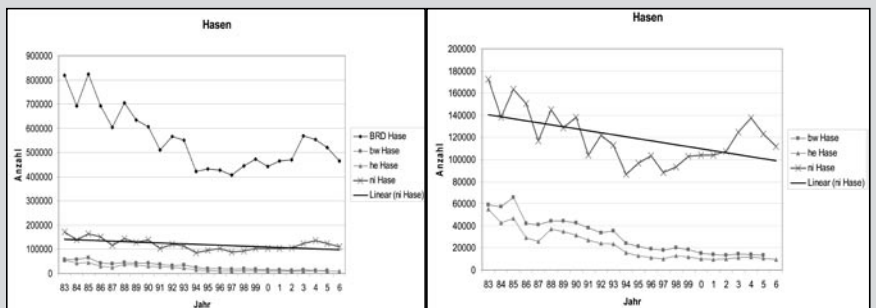 Hasen
900000
800000
700000
600000
500000
400000
300000
200000
100000
0
Anzahl
83 84 85 86 87 88 89 90 91 92 93 94 95 96 97 98 99 0 1 2 3 4 5 6
Jahr
BRD Hase
bw Hase
he Hase
ni Hase
Linear (ni Hase)
Hasen
200000
180000
160000
140000
120000
100000
80000
60000
40000
20000
0
Anzahl
83 84 85 86 87 88 89 90 91 92 93 94 95 96 97 98 99 0 1 2 3 4 5 6
Jahr
bw Hase
he Hase
ni Hase
Linear (ni Hase)